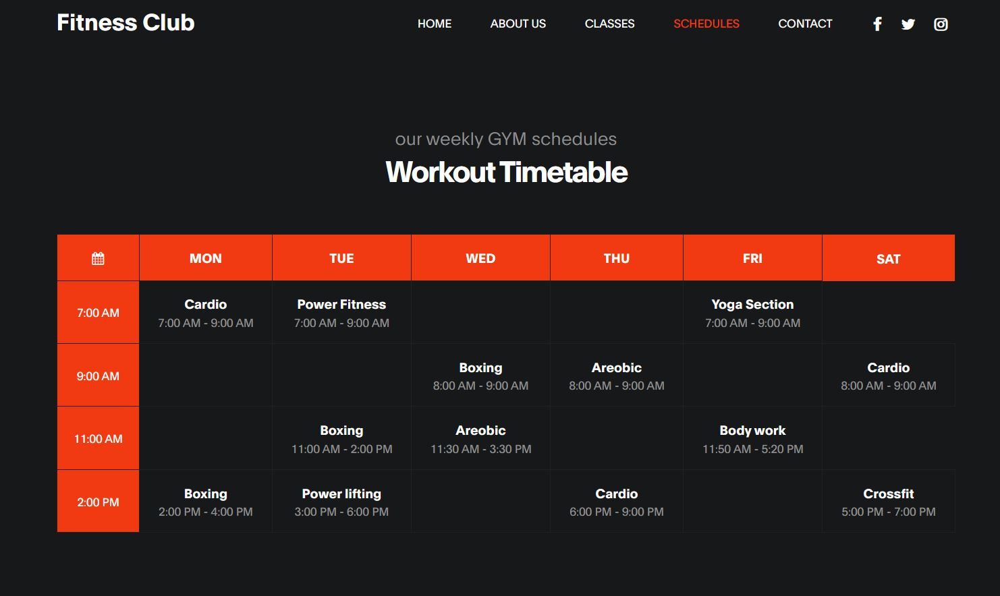 Fitness Club
HOME ABOUT US CLASSES SCHEDULES CONTACT
our weekly GYM schedules
Workout Timetable
MON TUE WED THU FRI SAT
7:00 AM
Cardio
7:00 AM - 9:00 AM
Power Fitness
7:00 AM - 9:00 AM
Yoga Section
7:00 AM - 9:00 AM
9:00 AM
Boxing
8:00 AM - 9:00 AM
Areobic
8:00 AM - 9:00 AM
Cardio
8:00 AM - 9:00 AM
11:00 AM
Boxing
11:00 AM - 2:00 PM
Areobic
11:30 AM - 3:30 PM
Body work
11:50 AM - 5:20 PM
2:00 PM
Boxing
2:00 PM - 4:00 PM
Power lifting
3:00 PM - 6:00 PM
Cardio
6:00 PM - 9:00 PM
Crossfit
5:00 PM - 7:00 PM